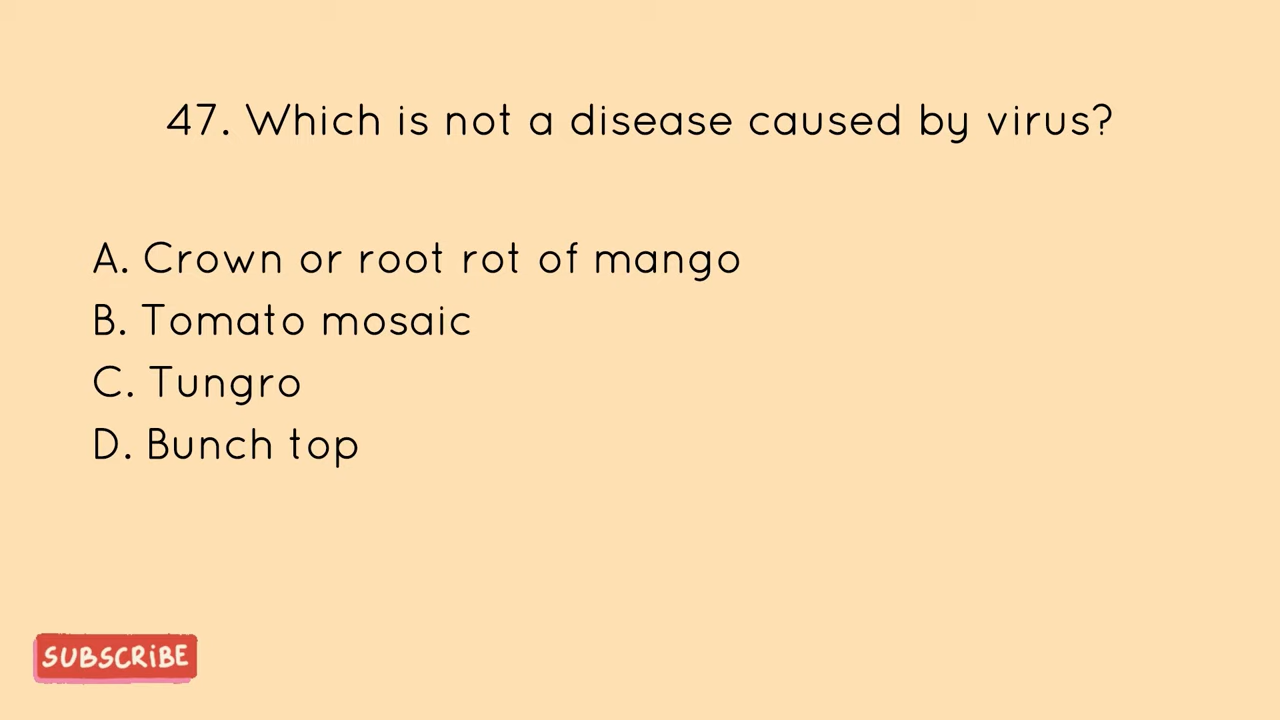 47. Which is not a disease caused by virus?
A. Crown or root rot of mango
B. Tomato mosaic
C. Tungro
D. Bunch top
SUBSCRIBE